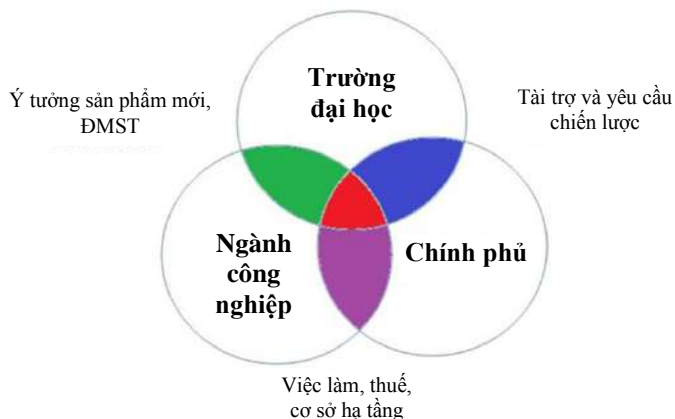 Trường
đại học
Ý tưởng sản phẩm mới,
ĐMST
Tài trợ và yêu cầu
chiến lược
Ngành
công
nghiệp
Chính phủ
Việc làm, thuế,
cơ sở hạ tầng